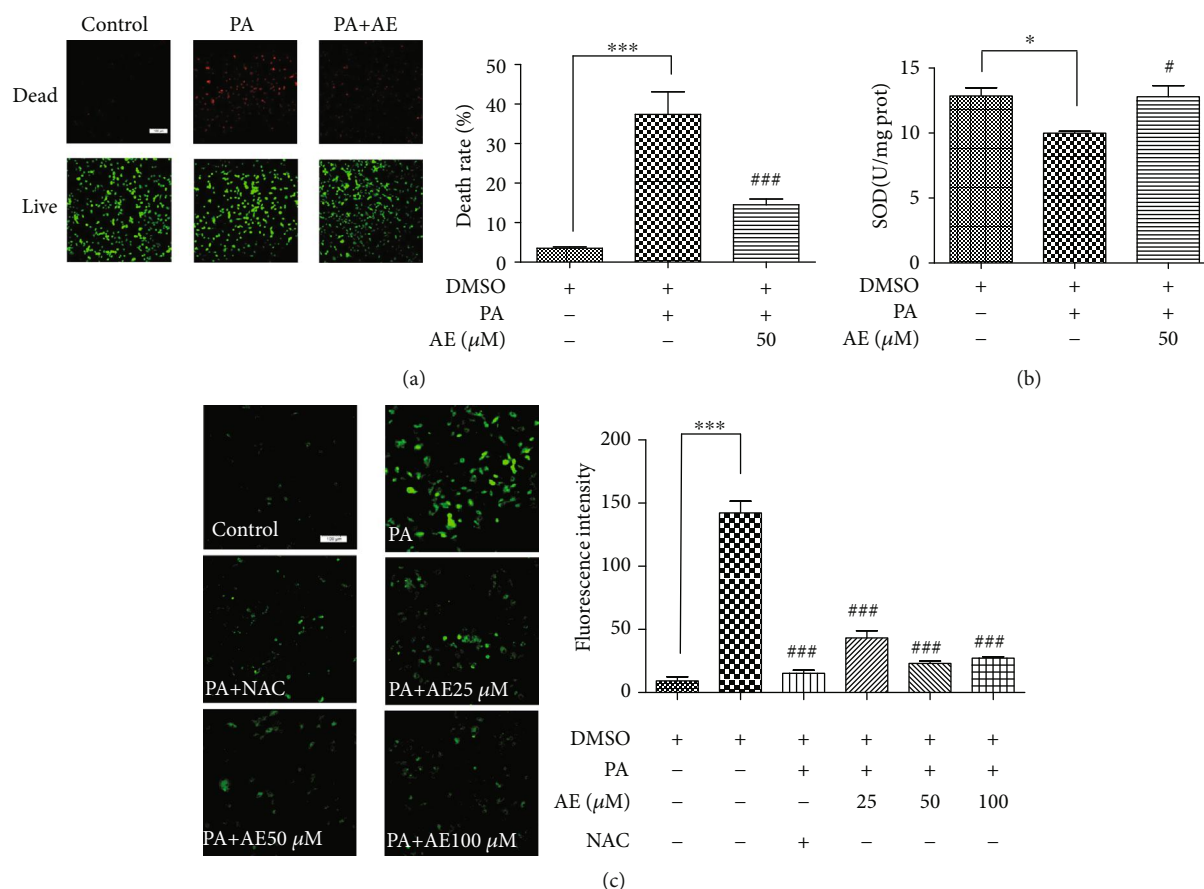 Control PA PA+AE
Dead
Live
***
###
Death rate (%)
50
40
30
20
10
0
DMSO + + +
PA − + +
AE (μM) − − 50
(a)
*
#
SOD(U/mg prot)
15
10
5
0
DMSO + + +
PA − + +
AE (μM) − − 50
(b)
Control
100 μm
PA
PA+NAC
PA+AE25 μM
PA+AE50 μM
PA+AE100 μM
***
### ### ### ###
Fluorescence intensity
200
150
100
50
0
DMSO + + + + + +
PA − − + + + +
AE (μM) − − − 25 50 100
NAC − − + − − −
(c)